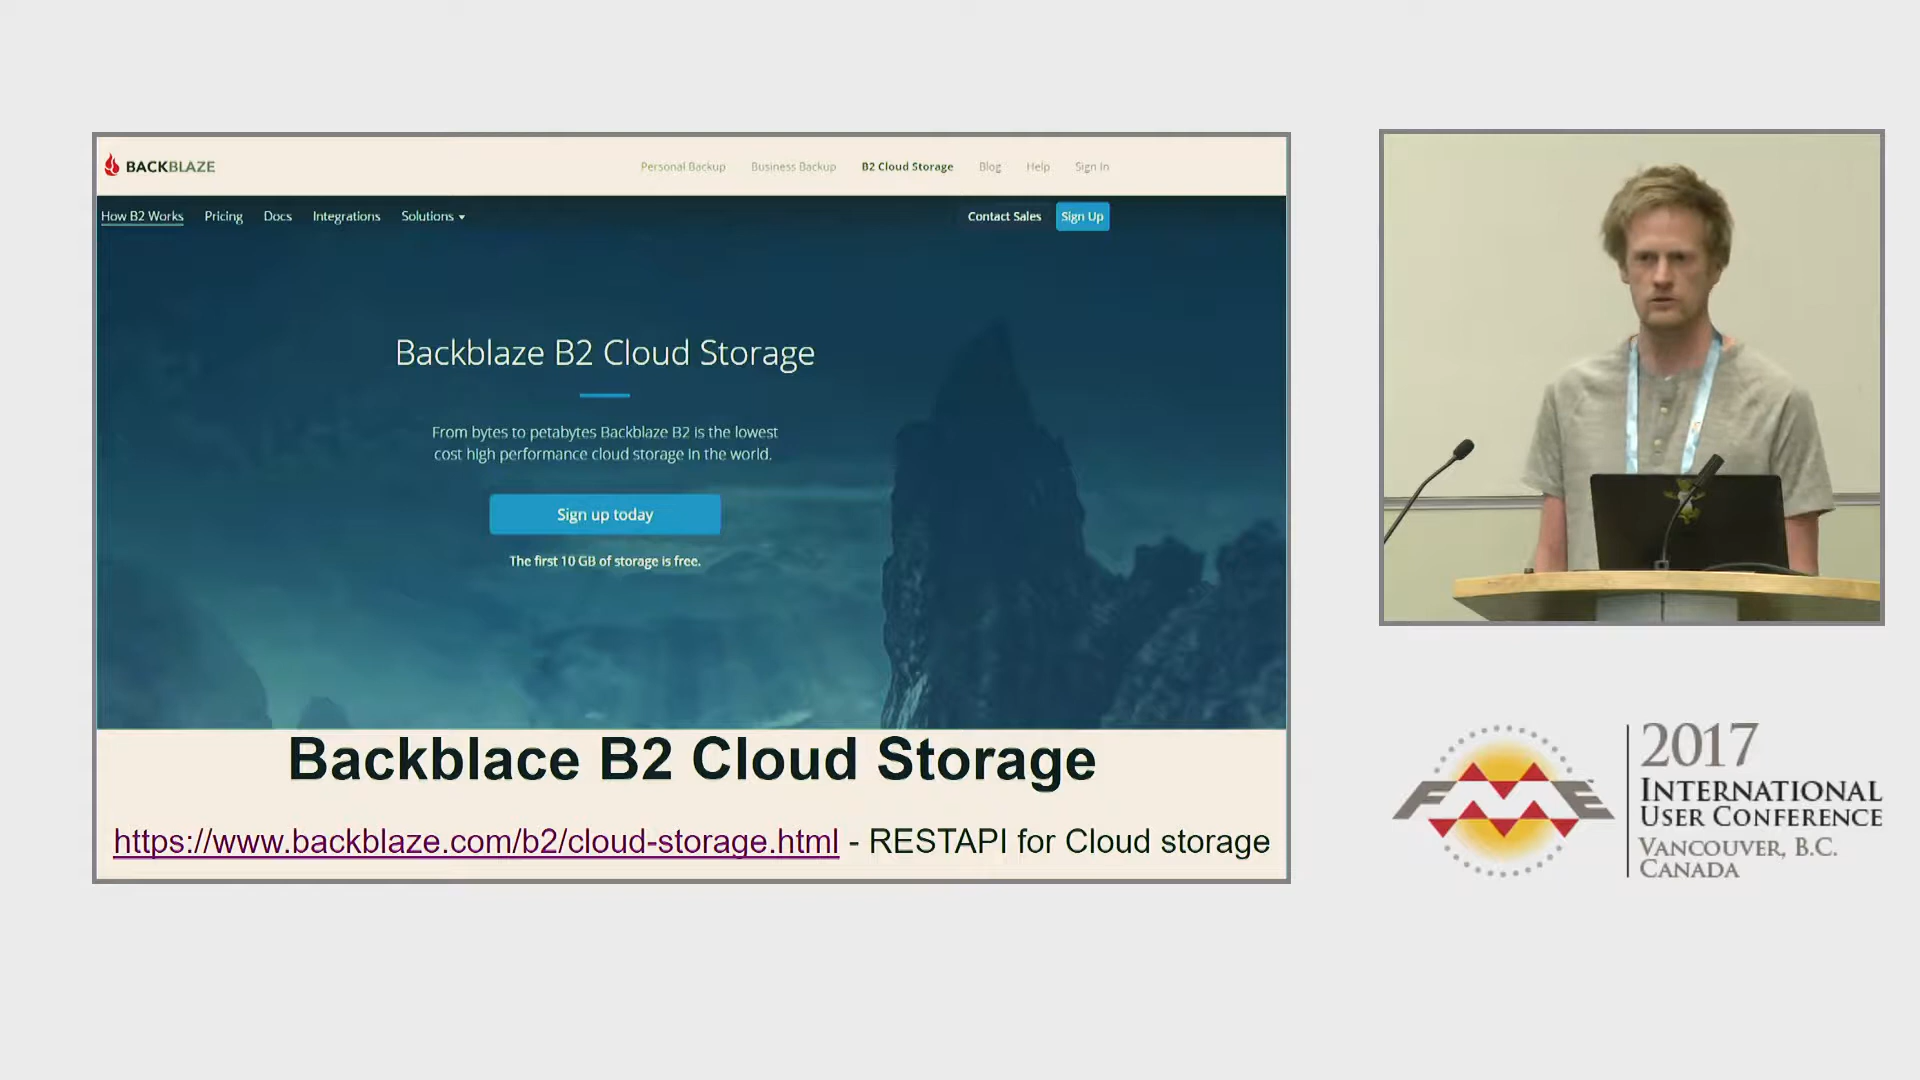 BACKBLAZE
Personal Backup Business Backup B2 Cloud Storage Blog Help Sign In
How B2 Works Pricing Docs Integrations Solutions Contact Sales Sign Up
Backblaze B2 Cloud Storage
From bytes to petabytes Backblaze B2 is the lowest
cost high performance cloud storage in the world.
Sign up today
The first 10 GB of storage is free.
Backblace B2 Cloud Storage
https://www.backblaze.com/b2/cloud-storage.html - RESTAPI for Cloud storage
FME
2017
INTERNATIONAL
USER CONFERENCE
VANCOUVER, B.C.
CANADA